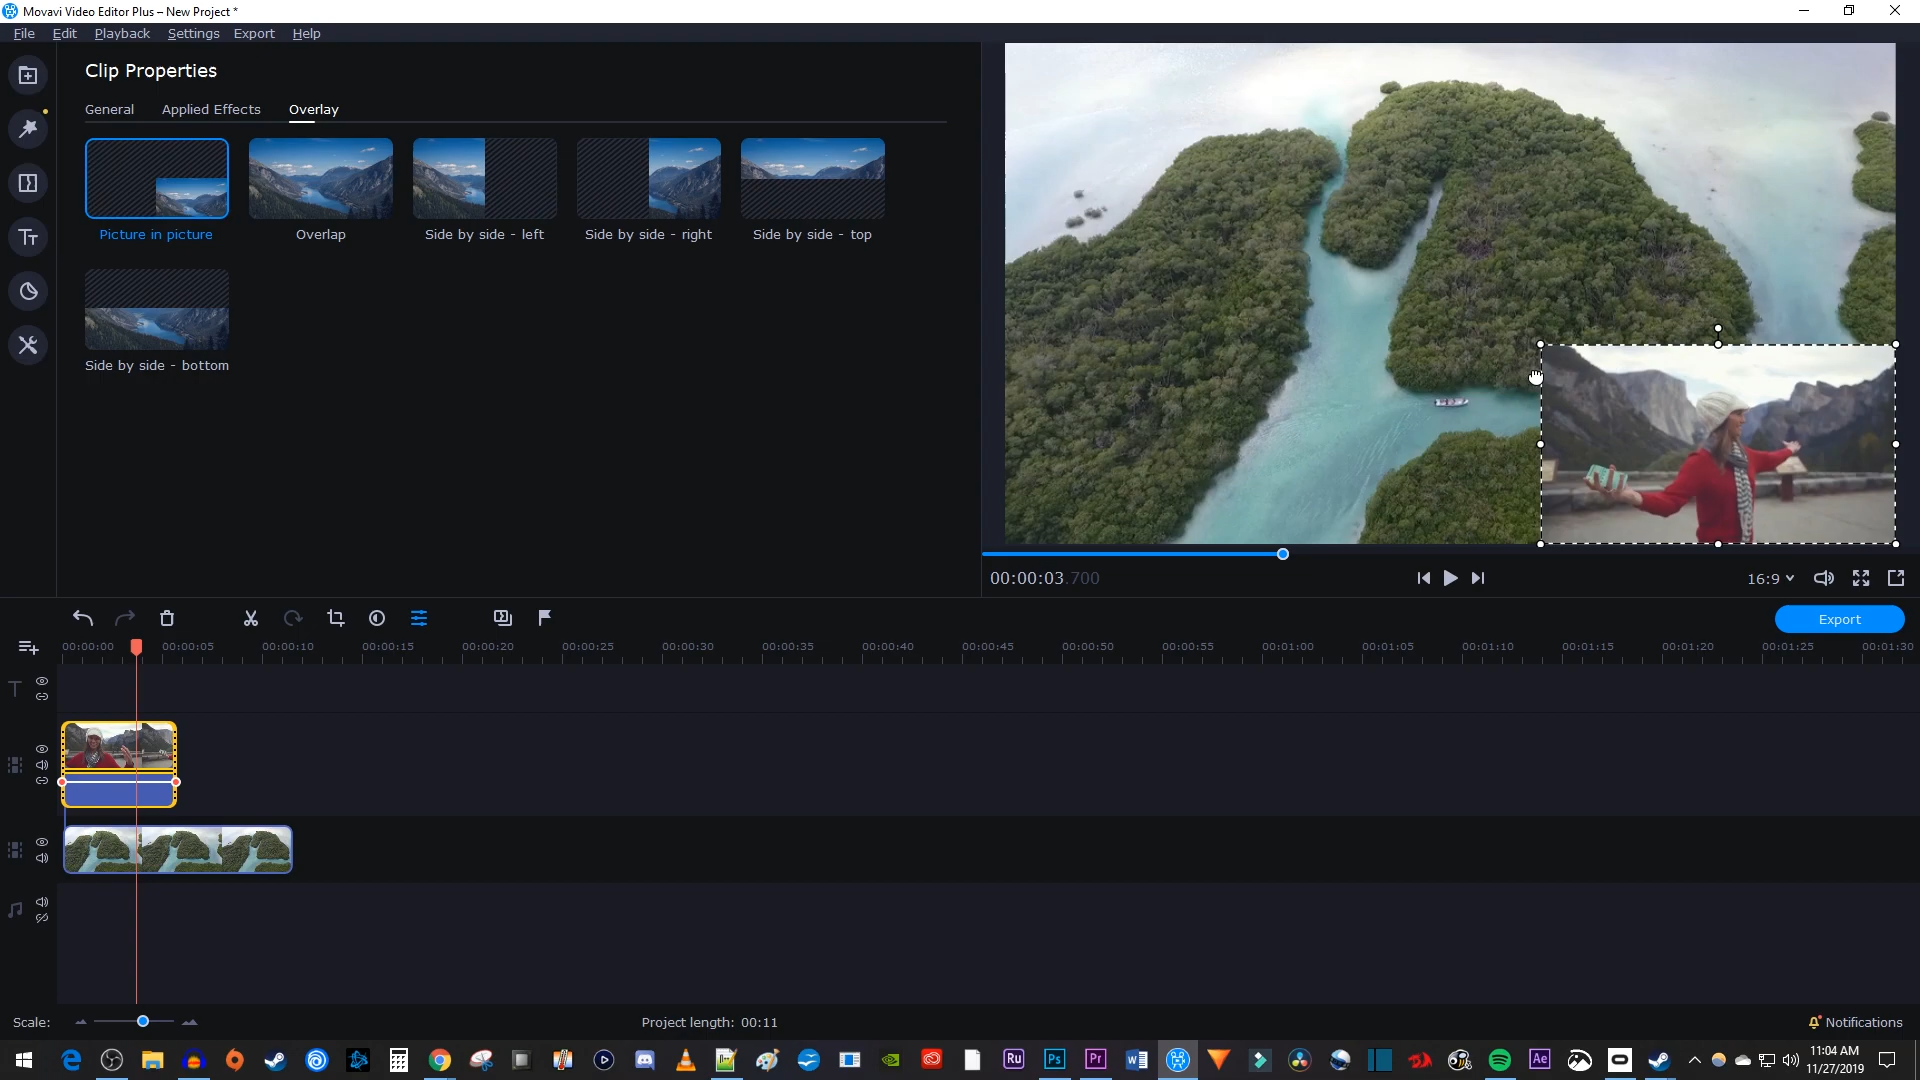 Movavi Video Editor Plus – New Project *
File Edit Playback Settings Export Help
Clip Properties
General Applied Effects Overlay
Picture in picture
Overlap
Side by side - left
Side by side - right
Side by side - top
Side by side - bottom
00:00:03.700
16:9
Export
00:00:00 00:00:05 00:00:10 00:00:15 00:00:20 00:00:25 00:00:30 00:00:35 00:00:40 00:00:45 00:00:50 00:00:55 00:01:00 00:01:05 00:01:10 00:01:15 00:01:20 00:01:25 00:01:30
Scale:
Project length: 00:11
Notifications
Ru
Ps
Pr
Ae
11:04 AM
11/27/2019